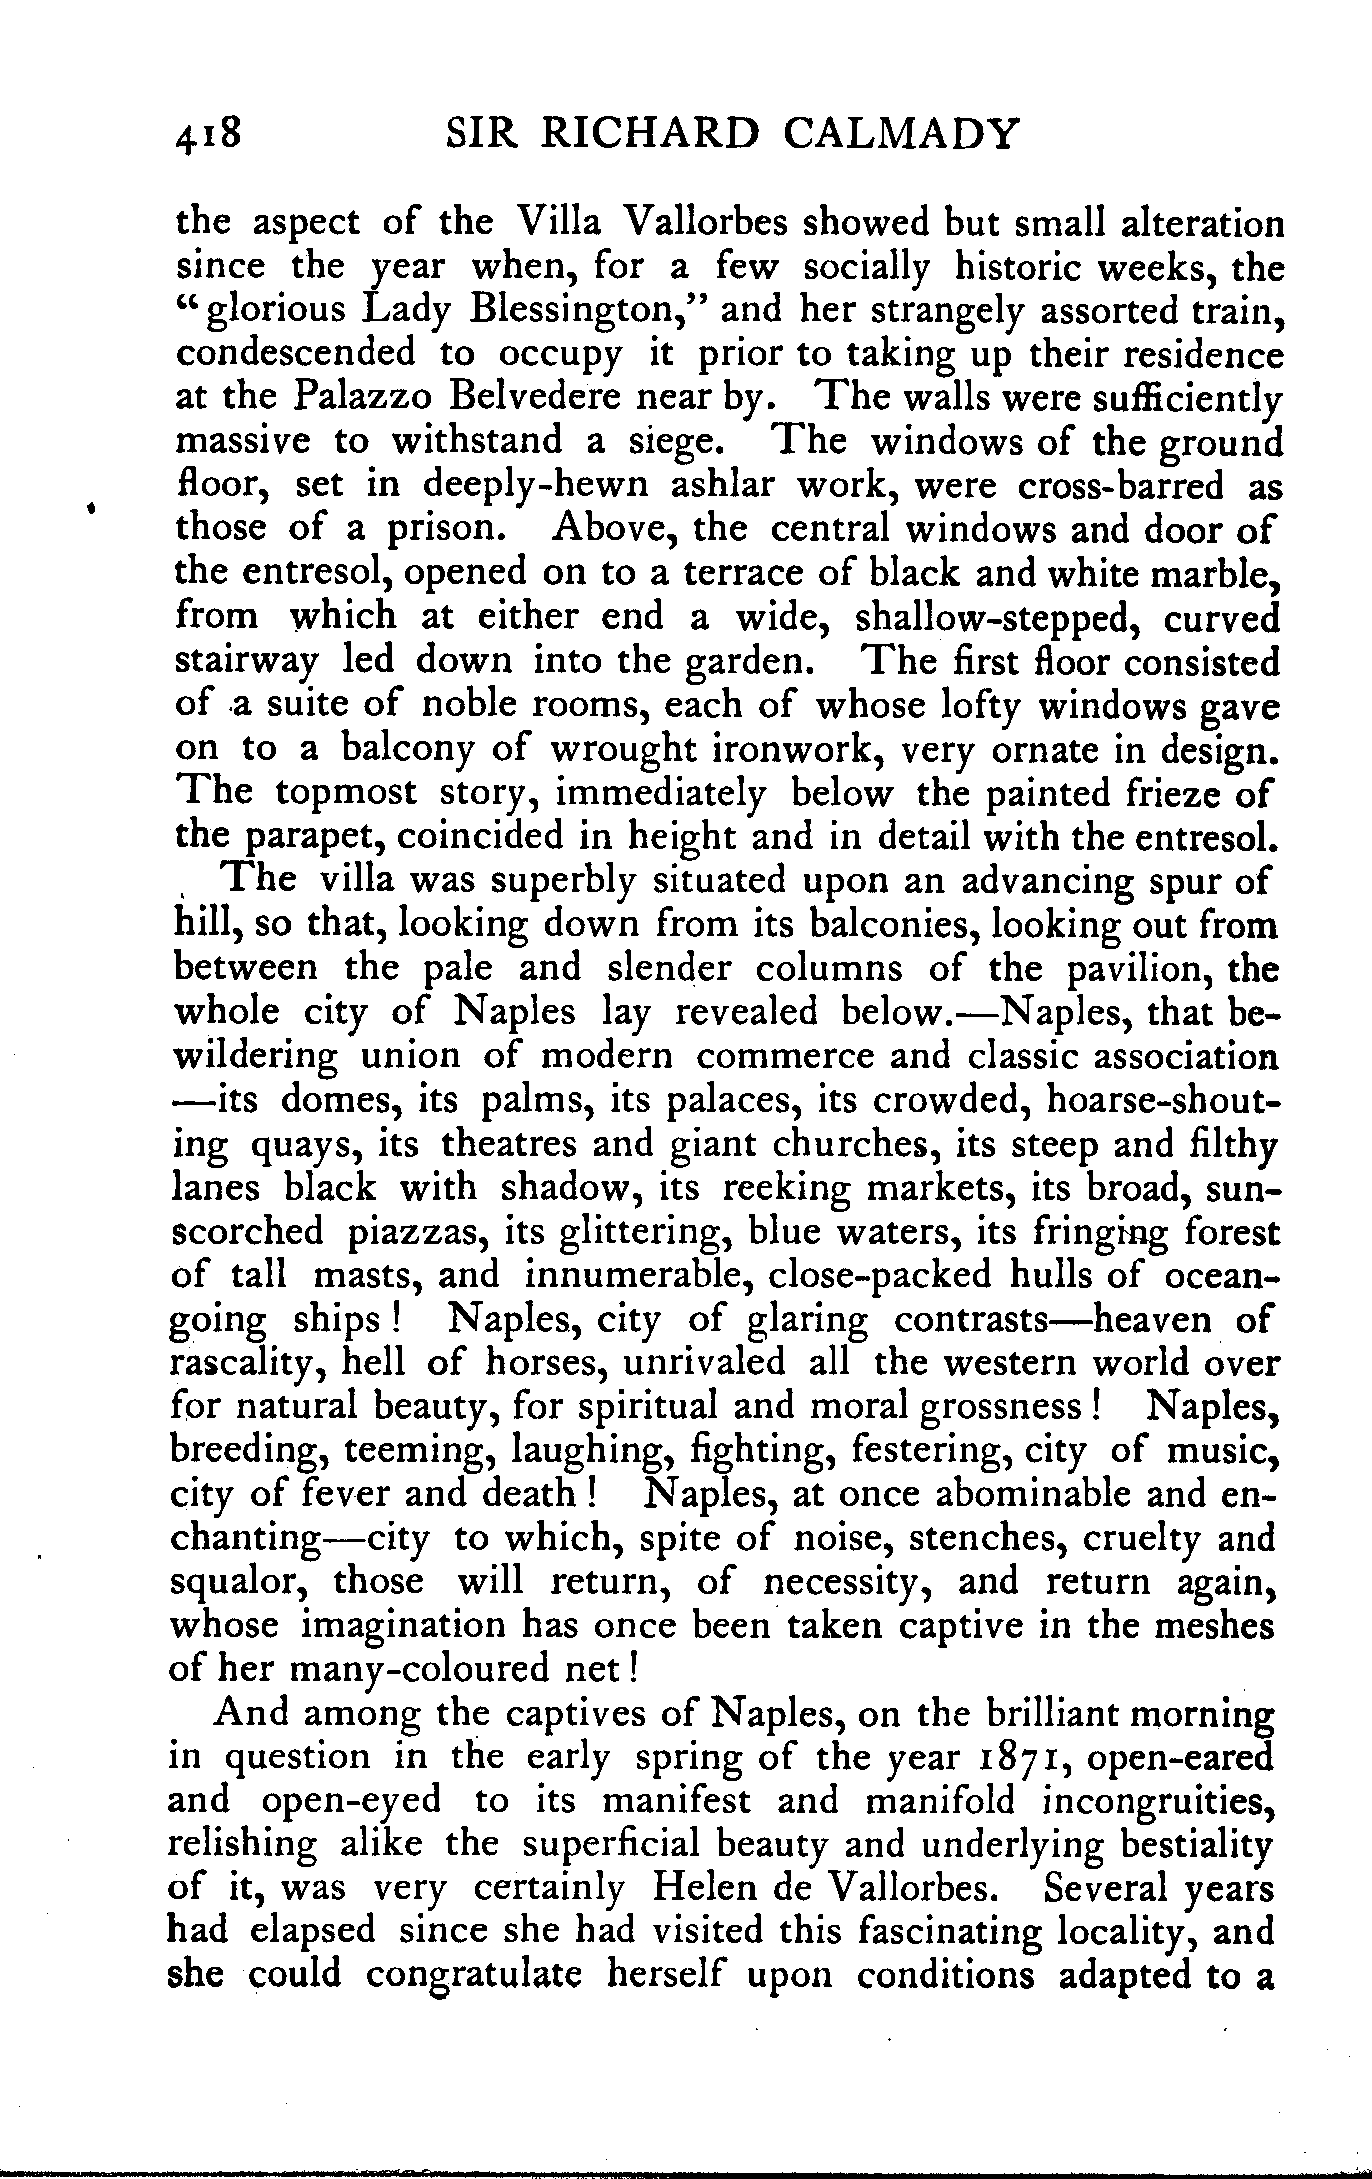 418 SIR RICHARD CALMADY
the aspect of the Villa Vallorbes showed but small alteration
since the year when, for a few socially historic weeks, the
“glorious Lady Blessington,” and her strangely assorted train,
condescended to occupy it prior to taking up their residence
at the Palazzo Belvedere near by. The walls were sufficiently
massive to withstand a siege. The windows of the ground
floor, set in deeply-hewn ashlar work, were cross-barred as
those of a prison. Above, the central windows and door of
the entresol, opened on to a terrace of black and white marble,
from which at either end a wide, shallow-stepped, curved
stairway led down into the garden. The first floor consisted
of a suite of noble rooms, each of whose lofty windows gave
on to a balcony of wrought ironwork, very ornate in design.
The topmost story, immediately below the painted frieze of
the parapet, coincided in height and in detail with the entresol.
The villa was superbly situated upon an advancing spur of
hill, so that, looking down from its balconies, looking out from
between the pale and slender columns of the pavilion, the
whole city of Naples lay revealed below.—Naples, that be-
wildering union of modern commerce and classic association
—its domes, its palms, its palaces, its crowded, hoarse-shout-
ing quays, its theatres and giant churches, its steep and filthy
lanes black with shadow, its reeking markets, its broad, sun-
scorched piazzas, its glittering, blue waters, its fringing forest
of tall masts, and innumerable, close-packed hulls of ocean-
going ships! Naples, city of glaring contrasts—heaven of
rascality, hell of horses, unrivaled all the western world over
for natural beauty, for spiritual and moral grossness! Naples,
breeding, teeming, laughing, fighting, festering, city of music,
city of fever and death! Naples, at once abominable and en-
chanting—city to which, spite of noise, stenches, cruelty and
squalor, those will return, of necessity, and return again,
whose imagination has once been taken captive in the meshes
of her many-coloured net!
And among the captives of Naples, on the brilliant morning
in question in the early spring of the year 1871, open-eared
and open-eyed to its manifest and manifold incongruities,
relishing alike the superficial beauty and underlying bestiality
of it, was very certainly Helen de Vallorbes. Several years
had elapsed since she had visited this fascinating locality, and
she could congratulate herself upon conditions adapted to a